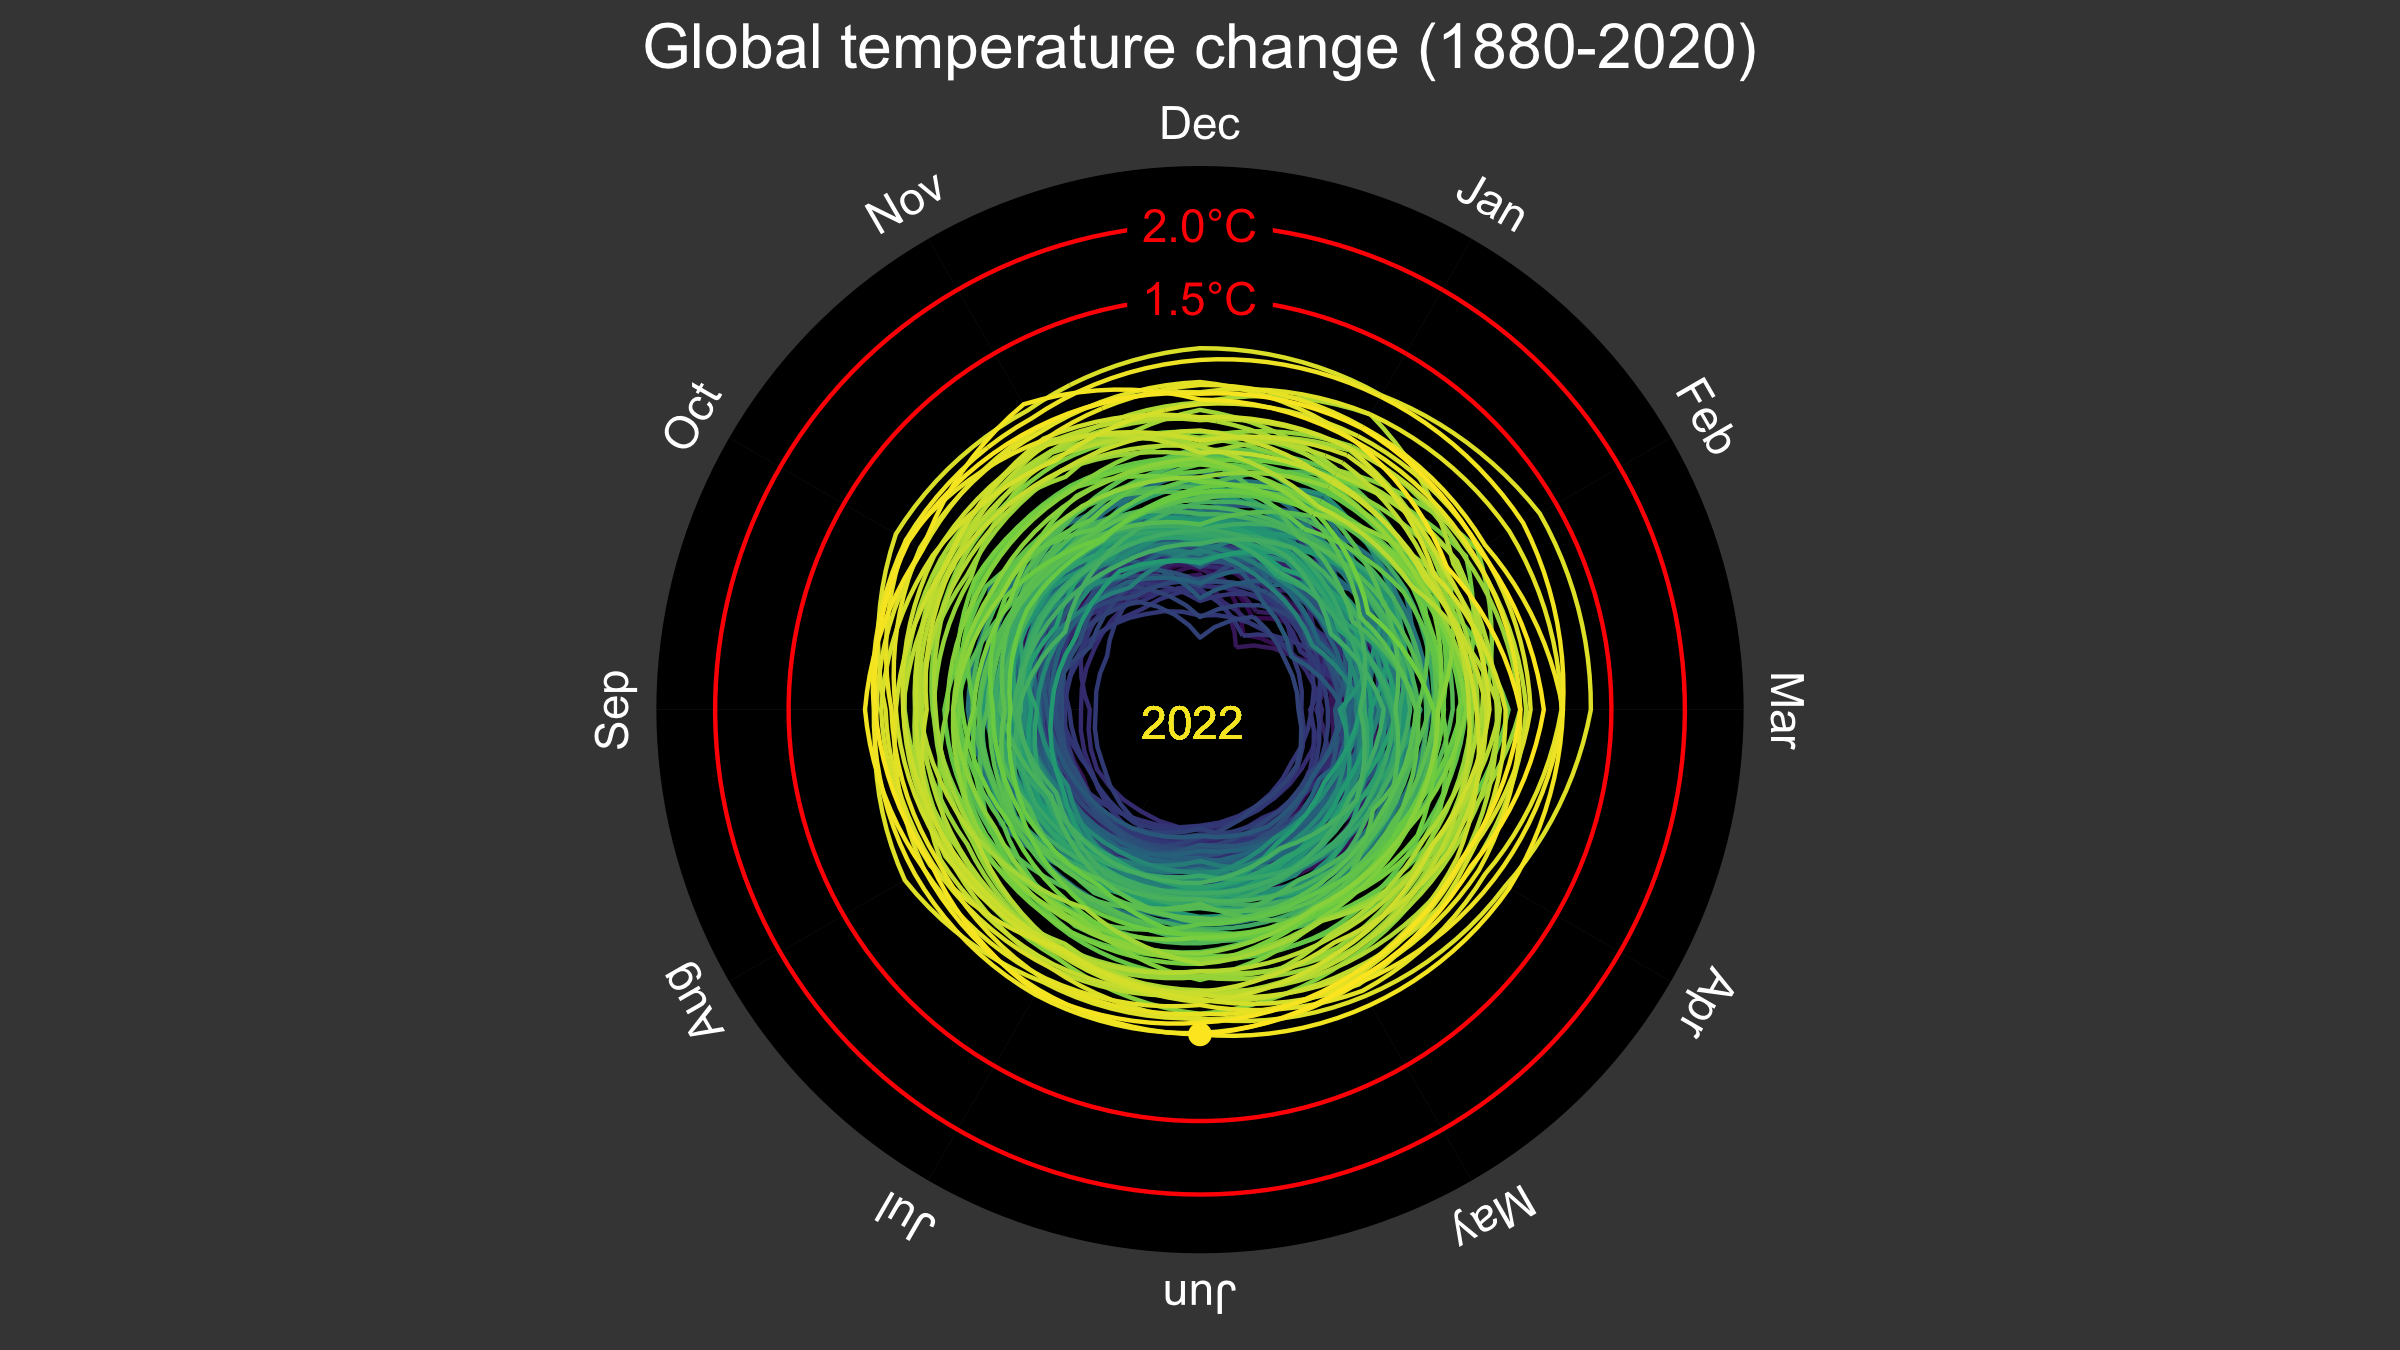 Global temperature change (1880-2020)
Dec
Nov
Jan
2.0°C
1.5°C
Oct
Feb
Sep
2022
Mar
Aug
Apr
Jul
May
Jun